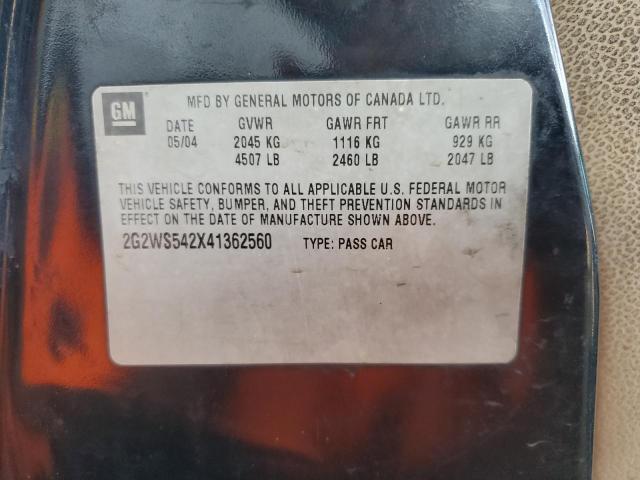 GM
MFD BY GENERAL MOTORS OF CANADA LTD.
DATE GVWR GAWR FRT GAWR RR
05/04 2045 KG 1116 KG 929 KG
4507 LB 2460 LB 2047 LB
THIS VEHICLE CONFORMS TO ALL APPLICABLE U.S. FEDERAL MOTOR
VEHICLE SAFETY, BUMPER, AND THEFT PREVENTION STANDARDS IN
EFFECT ON THE DATE OF MANUFACTURE SHOWN ABOVE.
2G2WS542X41362560 TYPE: PASS CAR